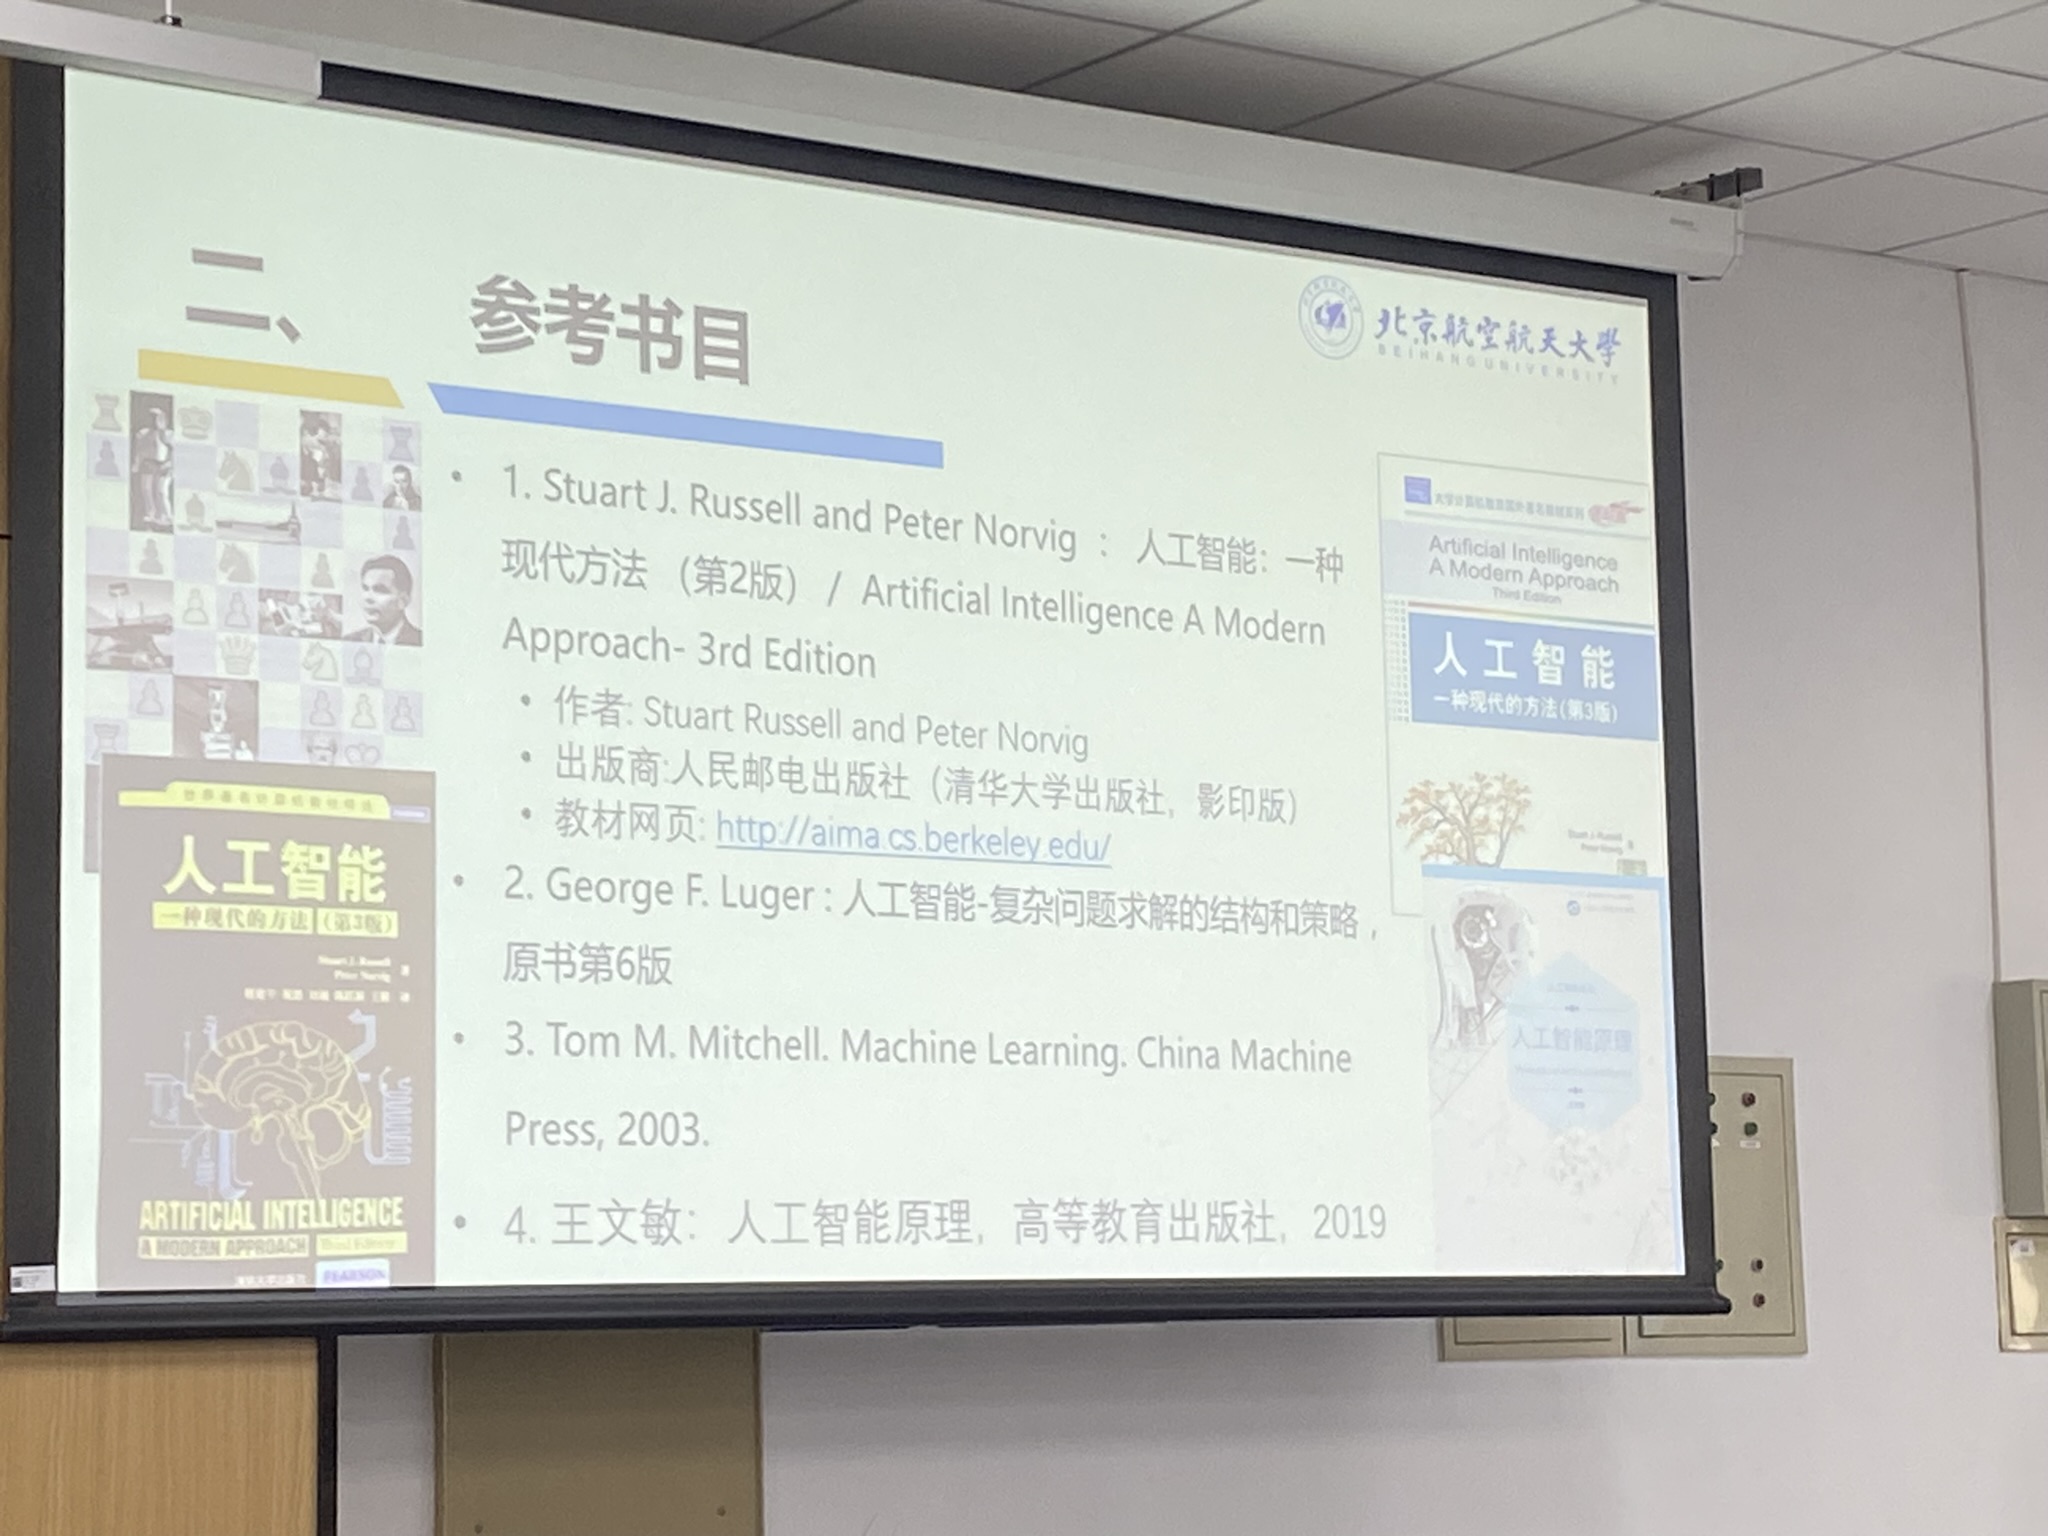 二、 参考书目
北京航空航天大学
BEIHANG UNIVERSITY
• 1. Stuart J. Russell and Peter Norvig ： 人工智能：一种
现代方法 （第2版） / Artificial Intelligence A Modern
Approach- 3rd Edition
• 作者: Stuart Russell and Peter Norvig
• 出版商:人民邮电出版社（清华大学出版社，影印版）
• 教材网页: http://aima.cs.berkeley.edu/
• 2. George F. Luger : 人工智能-复杂问题求解的结构和策略，
原书第6版
• 3. Tom M. Mitchell. Machine Learning. China Machine
Press, 2003.
• 4. 王文敏：人工智能原理，高等教育出版社，2019
世界著名计算机教材精选
人工智能
一种现代的方法（第3版）
Stuart J. Russell
Peter Norvig 著
ARTIFICIAL INTELLIGENCE
A MODERN APPROACH Third Edition
清华大学出版社 PEARSON
大学计算机教育国外著名教材系列
Artificial Intelligence
A Modern Approach
Third Edition
人工智能
一种现代的方法（第3版）
Stuart J. Russell
Peter Norvig 著
人工智能原理